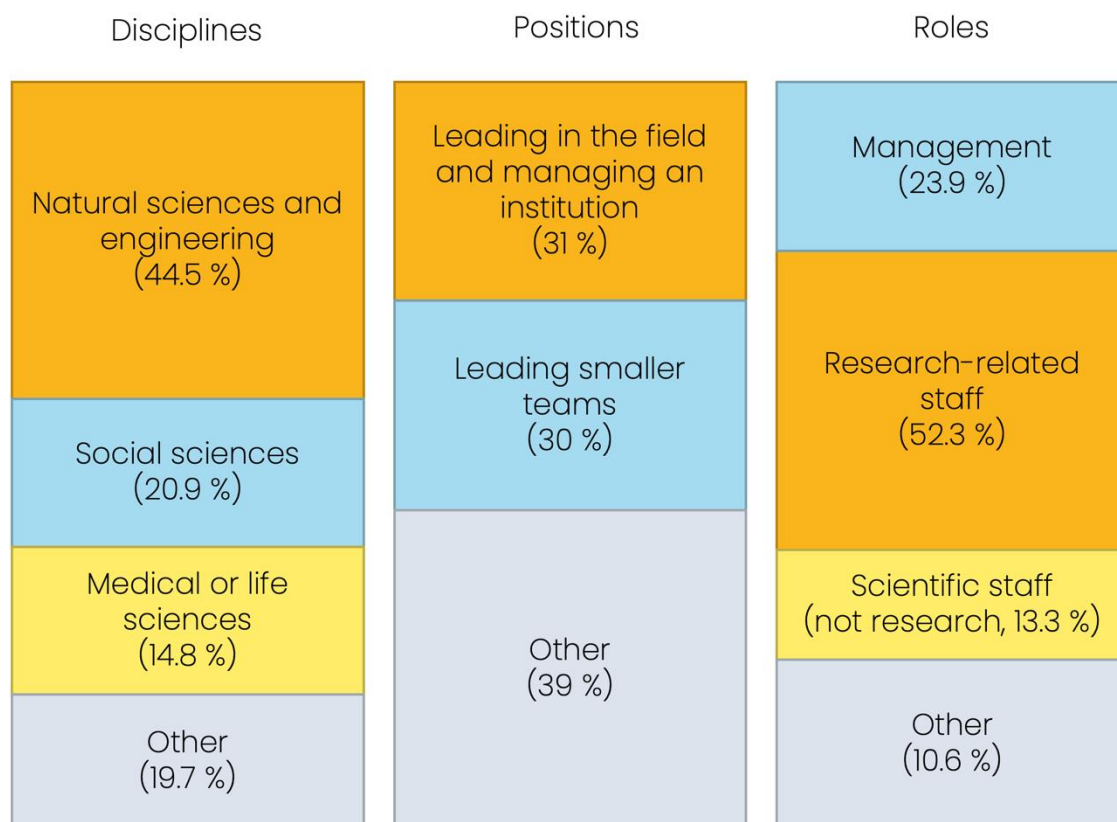 Disciplines
Natural sciences and
engineering
(44.5 %)
Social sciences
(20.9 %)
Medical or life
sciences
(14.8 %)
Other
(19.7 %)
Positions
Leading in the field
and managing an
institution
(31 %)
Leading smaller
teams
(30 %)
Other
(39 %)
Roles
Management
(23.9 %)
Research-related
staff
(52.3 %)
Scientific staff
(not research, 13.3 %)
Other
(10.6 %)